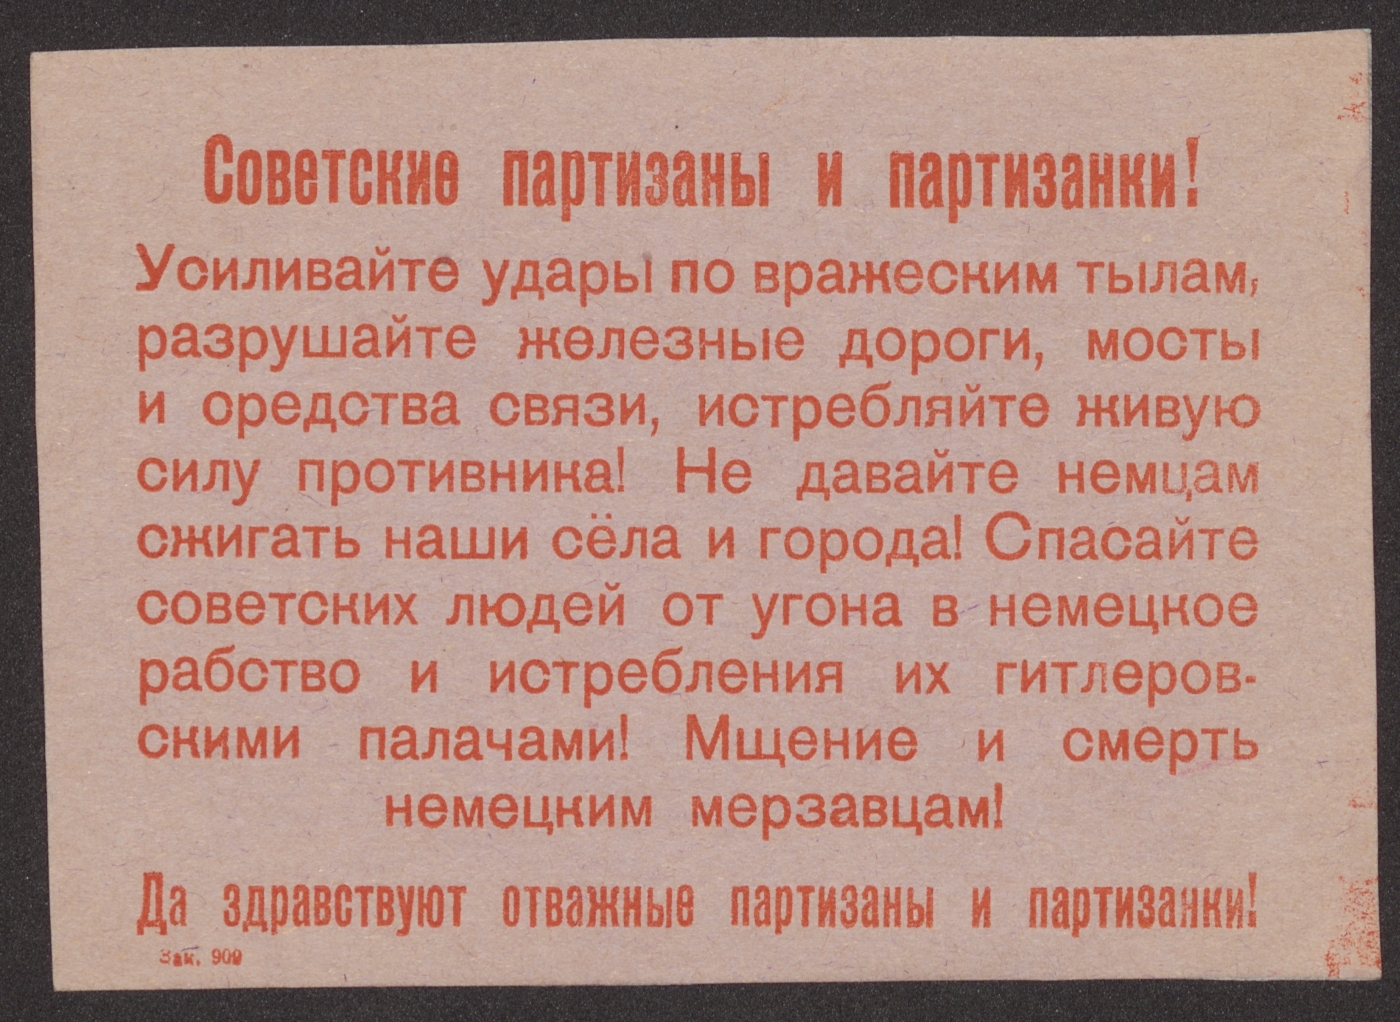 Советские партизаны и партизанки!
Усиливайте удары по вражеским тылам,
разрушайте железные дороги, мосты
и средства связи, истребляйте живую
силу противника! Не давайте немцам
сжигать наши сёла и города! Спасайте
советских людей от угона в немецкое
рабство и истребления их гитлеров-
скими палачами! Мщение и смерть
немецким мерзавцам!
Да здравствуют отважные партизаны и партизанки!
Зак. 909